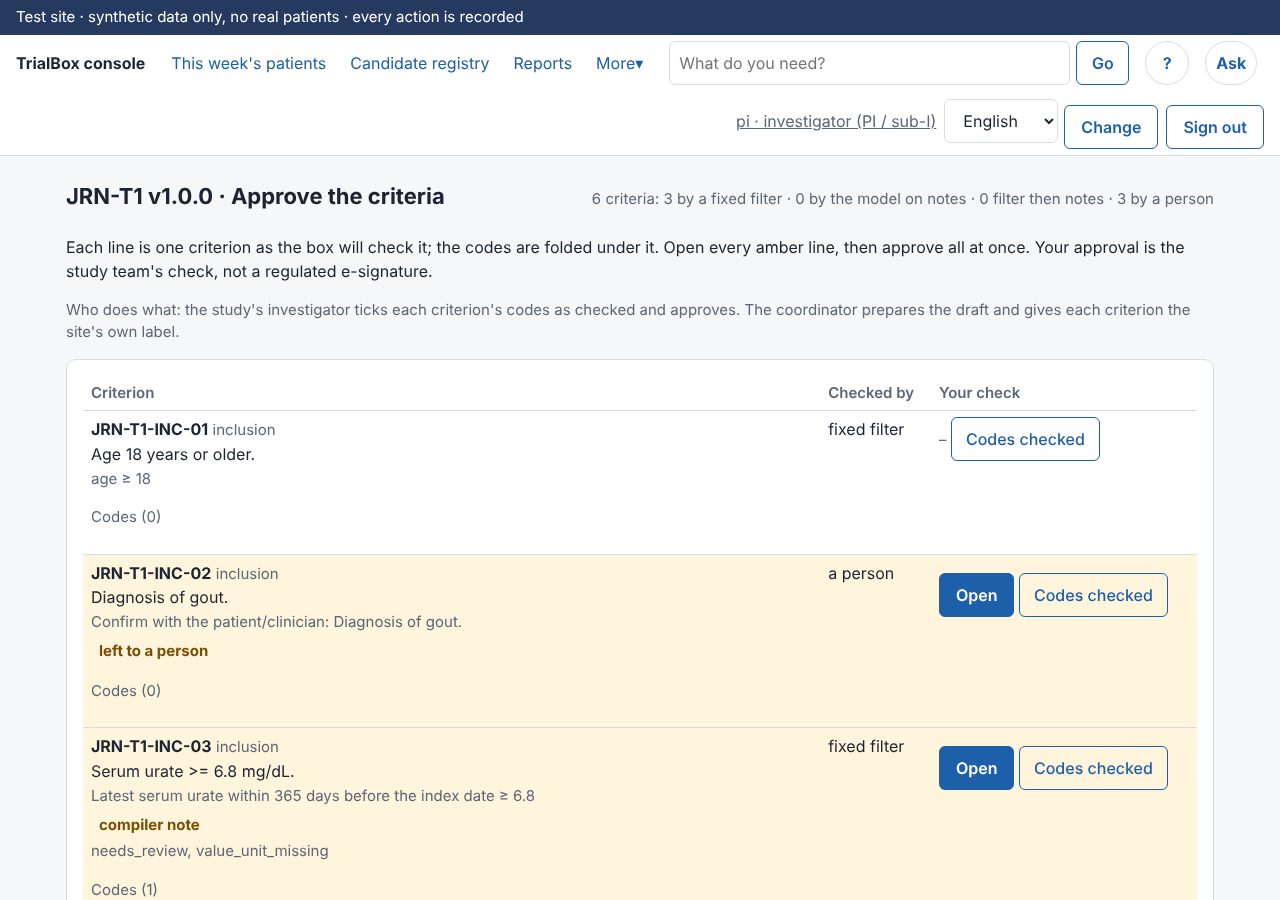 Test site · synthetic data only, no real patients · every action is recorded
TrialBox console This week's patients Candidate registry Reports More▾ What do you need? Go ? Ask
pi · investigator (PI / sub-I) English Change Sign out
JRN-T1 v1.0.0 · Approve the criteria
6 criteria: 3 by a fixed filter · 0 by the model on notes · 0 filter then notes · 3 by a person
Each line is one criterion as the box will check it; the codes are folded under it. Open every amber line, then approve all at once. Your approval is the
study team's check, not a regulated e-signature.
Who does what: the study's investigator ticks each criterion's codes as checked and approves. The coordinator prepares the draft and gives each criterion the
site's own label.
Criterion Checked by Your check
JRN-T1-INC-01 inclusion fixed filter – Codes checked
Age 18 years or older.
age ≥ 18
Codes (0)
JRN-T1-INC-02 inclusion a person Open Codes checked
Diagnosis of gout.
Confirm with the patient/clinician: Diagnosis of gout.
left to a person
Codes (0)
JRN-T1-INC-03 inclusion fixed filter Open Codes checked
Serum urate >= 6.8 mg/dL.
Latest serum urate within 365 days before the index date ≥ 6.8
compiler note
needs_review, value_unit_missing
Codes (1)